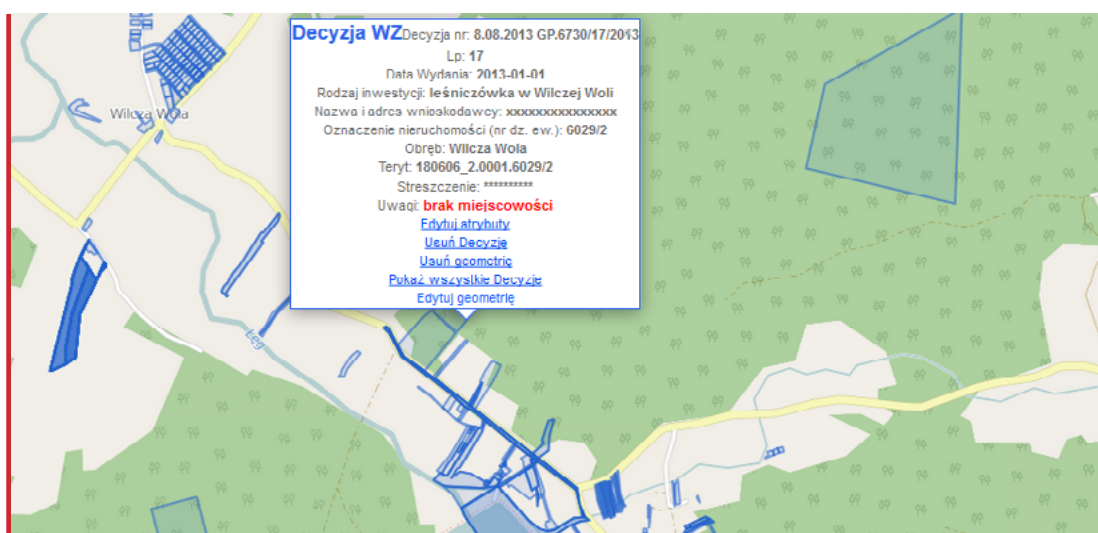 Decyzja WZ Decyzja nr: 8.08.2013 GP.6730/17/2013
Lp: 17
Data Wydania: 2013-01-01
Rodzaj inwestycji: leśniczówka w Wilczej Woli
Nazwa i adres wnioskodawcy: xxxxxxxxxxxxxxx
Oznaczenie nieruchomości (nr dz. ew.): 6029/2
Obręb: Wilcza Wola
Teryt: 180606_2.0001.6029/2
Streszczenie: **********
Uwagi: brak miejscowości
Edytuj atrybuty
Usuń Decyzję
Usuń geometrię
Pokaż wszystkie Decyzje
Edytuj geometrię
Wilcza Wola
Łęg